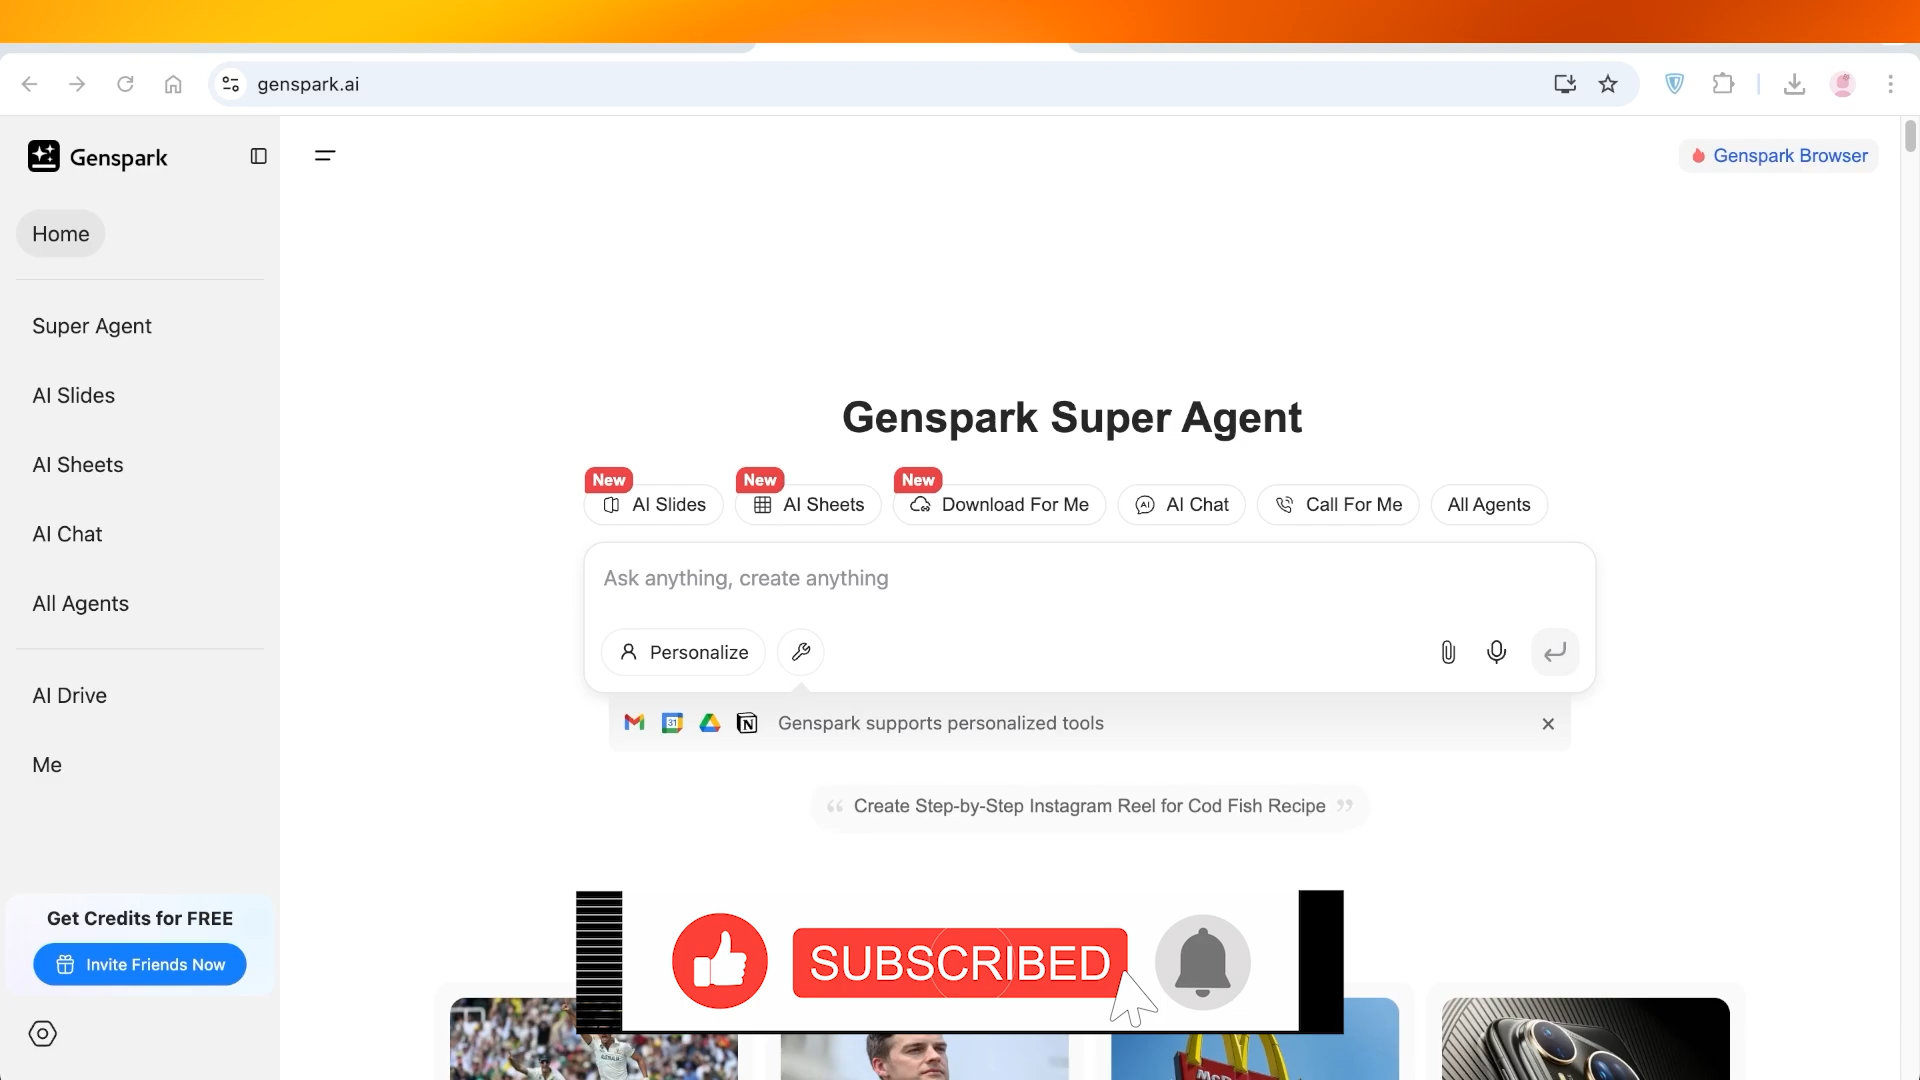 genspark.ai
Genspark
Genspark Browser
Home
Super Agent
AI Slides
AI Sheets
AI Chat
All Agents
AI Drive
Me
Get Credits for FREE
Invite Friends Now
Genspark Super Agent
New
New
New
AI Slides
AI Sheets
Download For Me
AI Chat
Call For Me
All Agents
Ask anything, create anything
Personalize
31
Genspark supports personalized tools
“ Create Step-by-Step Instagram Reel for Cod Fish Recipe ”
SUBSCRIBED
AUSTRALIA
McD